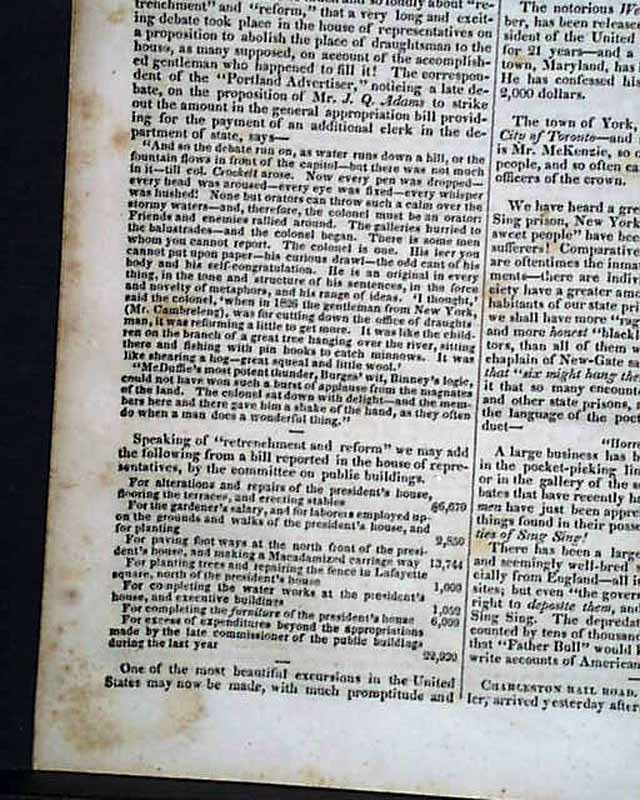 trenchment" and "reform," that a very long and excit-
ing debate took place in the house of representatives on
a proposition to abolish the place of draughtsman to the
house, as many supposed, on account of the accomplish-
ed gentleman who happened to fill it! The correspon-
dent of the "Portland Advertiser," noticing a late de-
bate, on the proposition of Mr. J. Q. Adams to strike
out the amount in the general appropriation bill provid-
ing for the payment of an additional clerk in the de-
partment of state, says—
"And so the debate ran on, as water runs down a hill, or the
fountain flows in front of the capitol—but there was not much
in it—till col. Crockett arose. Now every pen was dropped—
every head was aroused—every eye was fixed—every whisper
was hushed! None but orators can throw such a calm over the
stormy waters—and, therefore, the colonel must be an orator!
Friends and enemies rallied around. The galleries hurried to
the balustrades—and the colonel began. There is some men
whom you cannot report. The colonel is one. His leer you
cannot put upon paper—his curious drawl—the odd cant of his
body and his self-congratulation. He is an original in every
thing, in the tone and structure of his sentences, in the force
and novelty of metaphors, and his range of ideas. 'I thought,'
said the colonel, 'when in 1828 the gentleman from New York,
(Mr. Cambreleng), was for cutting down the office of draughts
man, it was reforming a little to get more. It was like the child-
ren on the branch of a great tree hanging over the river, sitting
there and fishing with pin hooks to catch minnows. It was
like shearing a hog—great squeal and little wool.'
"McDuffie's most potent thunder, Burges' wit, Binney's logic,
could not have won such a burst of applause from the magnates
of the land. The colonel sat down with delight—and the mem-
bers here and there gave him a shake of the hand, as they often
do when a man does a wonderful thing."
Speaking of "retrenchment and reform" we may add
the following from a bill reported in the house of repre-
sentatives, by the committee on public buildings.
For alterations and repairs of the president's house,
flooring the terraces, and erecting stables $6,670
For the gardener's salary, and for laborers employed up-
on the grounds and walks of the president's house, and
for planting 2,850
For paving foot ways at the north front of the presi-
dent's house, and making a Macadamized carriage way 13,744
For planting trees and repairing the fence in Lafayette
square, north of the president's house 1,000
For completing the water works at the president's
house, and executive buildings 1,052
For completing the furniture of the president's house 6,000
For excess of expenditures beyond the appropriations
made by the late commissioner of the public buildings
during the last year 22,920
One of the most beautiful excursions in the United
States may now be made, with much promptitude and
The notorious
ber, has been release
sident of the United
for 21 years—and a
town, Maryland, has
He has confessed hi
2,000 dollars.
The town of York,
City of Toronto—and
is Mr. McKenzie, so
people, and so often ca
officers of the crown.
We have heard a gre
Sing prison, New York
sweet people" have bee
sufferers! Comparative
are oftentimes the inma
ments—there are indiv
ciety have a greater am
habitants of our state pri
we shall have more "rag
and more honest "black
tors, than all of them
chaplain of New-Gate sa
that "six might hang the
it that so many encount
and other state prisons,
the language of the poet
duct—
"Hon
A large business has b
in the pocket-picking lin
or in the gallery of the s
bates that have recently
men have just been appre
things found in their posse
ties of Sing Sing!
There has been a large
and seemingly well-bred
cially from England—all
sites; but even "the gover
right to deposite them, and
Sing Sing. The depredat
counted by tens of thousan
that "Father Bull" would
write accounts of American
CHARLESTON RAIL ROAD.
ler, arrived yesterday after